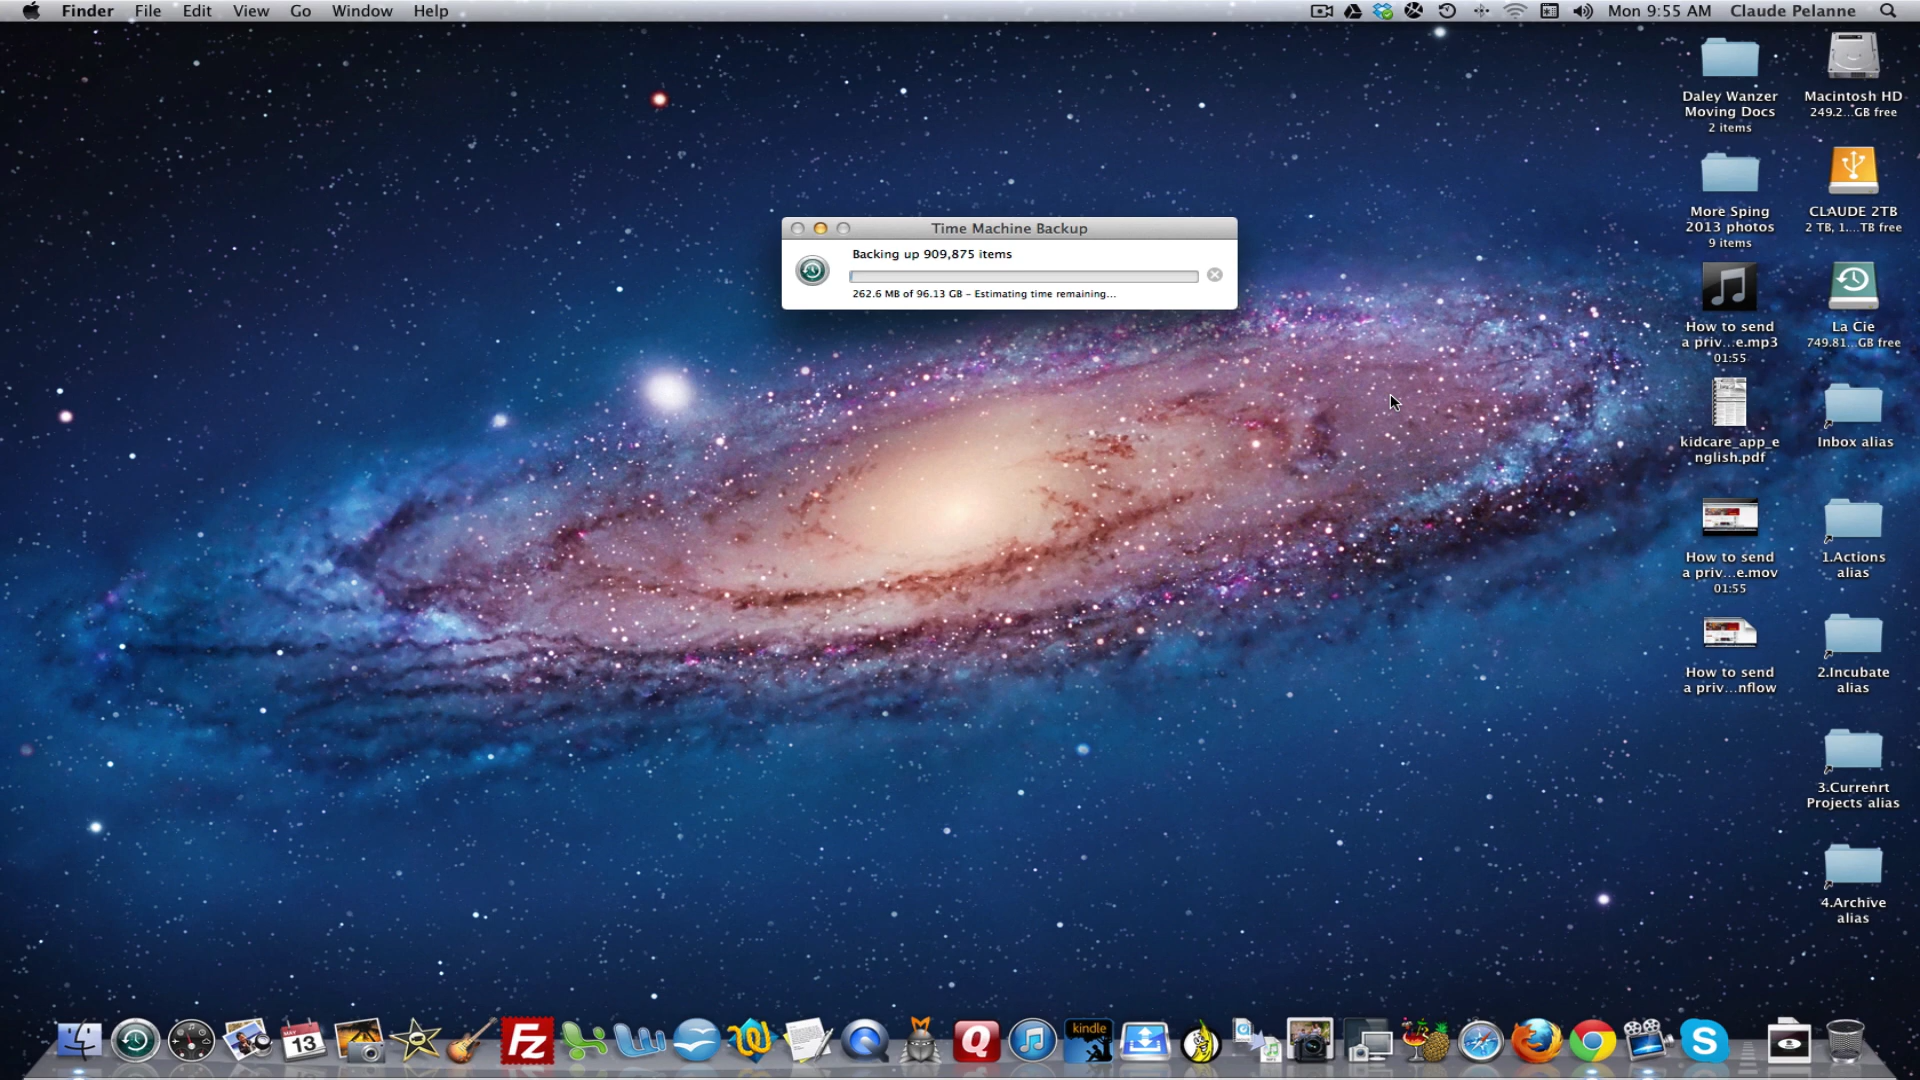 Finder File Edit View Go Window Help
Mon 9:55 AM Claude Pelanne
Time Machine Backup
Backing up 909,875 items
262.6 MB of 96.13 GB – Estimating time remaining...
Daley Wanzer
Moving Docs
2 items
Macintosh HD
249.2...GB free
More Sping
2013 photos
9 items
CLAUDE 2TB
2 TB, 1....TB free
How to send
a priv...e.mp3
01:55
La Cie
749.81...GB free
kidcare_app_e
nglish.pdf
Inbox alias
How to send
a priv...e.mov
01:55
1.Actions
alias
How to send
a priv...nflow
2.Incubate
alias
3.Currenrt
Projects alias
4.Archive
alias
MAY
13
FZ
Q
kindle
S